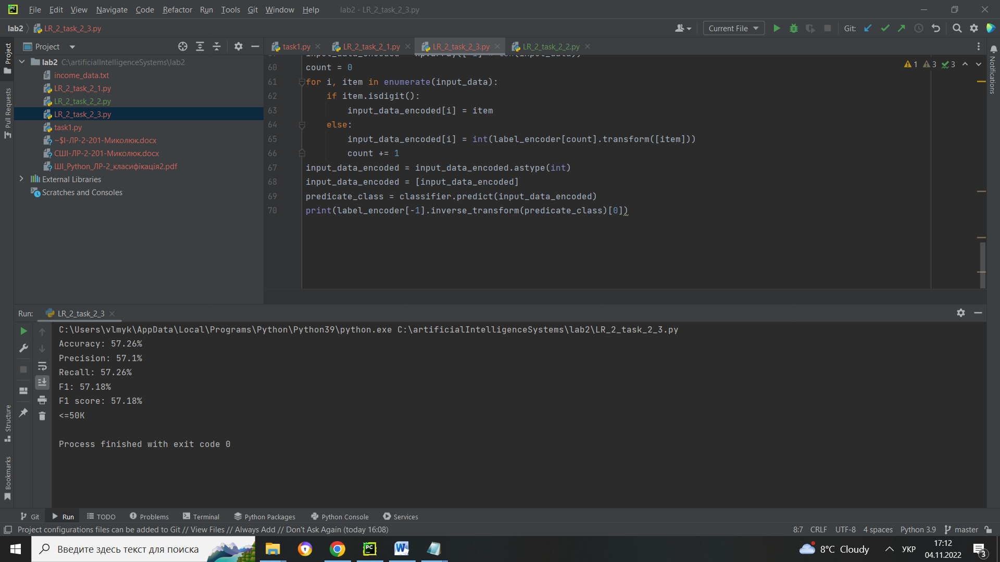 File Edit View Navigate Code Refactor Run Tools Git Window Help lab2 - LR_2_task_2_3.py
lab2 LR_2_task_2_3.py Current File Git:
Project
Project
Pull Requests
Structure
Bookmarks
Notifications
lab2 C:\artificialIntelligenceSystems\lab2
income_data.txt
LR_2_task_2_1.py
LR_2_task_2_2.py
LR_2_task_2_3.py
task1.py
~$І-ЛР-2-201-Миколюк.docx
СШІ-ЛР-2-201-Миколюк.docx
ШІ_Python_ЛР-2_класифікація2.pdf
External Libraries
Scratches and Consoles
task1.py LR_2_task_2_1.py LR_2_task_2_3.py LR_2_task_2_2.py
1 3 3
60 count = 0
61 for i, item in enumerate(input_data):
62 if item.isdigit():
63 input_data_encoded[i] = item
64 else:
65 input_data_encoded[i] = int(label_encoder[count].transform([item]))
66 count += 1
67 input_data_encoded = input_data_encoded.astype(int)
68 input_data_encoded = [input_data_encoded]
69 predicate_class = classifier.predict(input_data_encoded)
70 print(label_encoder[-1].inverse_transform(predicate_class)[0])
Run: LR_2_task_2_3
C:\Users\vlmyk\AppData\Local\Programs\Python\Python39\python.exe C:\artificialIntelligenceSystems\lab2\LR_2_task_2_3.py
Accuracy: 57.26%
Precision: 57.1%
Recall: 57.26%
F1: 57.18%
F1 score: 57.18%
<=50K
Process finished with exit code 0
Git Run TODO Problems Terminal Python Packages Python Console Services
Project configurations files can be added to Git // View Files // Always Add // Don't Ask Again (today 16:08) 8:7 CRLF UTF-8 4 spaces Python 3.9 master
Введите здесь текст для поиска
8°C Cloudy УКР
17:12
04.11.2022
3